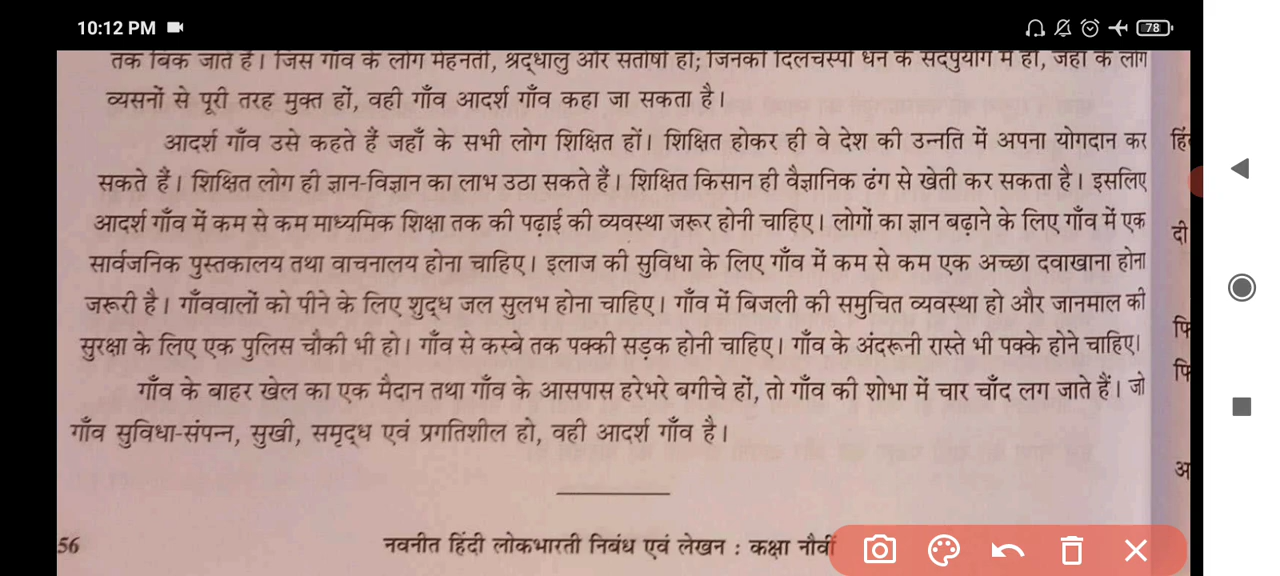 10:12 PM
78
तक बिक जाते हैं। जिस गाँव के लोग मेहनती, श्रद्धालु और संतोषी हों; जिनकी दिलचस्पी धन के सदुपयोग में हो, जहाँ के लोग
व्यसनों से पूरी तरह मुक्त हों, वही गाँव आदर्श गाँव कहा जा सकता है।
आदर्श गाँव उसे कहते हैं जहाँ के सभी लोग शिक्षित हों। शिक्षित होकर ही वे देश की उन्नति में अपना योगदान कर
सकते हैं। शिक्षित लोग ही ज्ञान-विज्ञान का लाभ उठा सकते हैं। शिक्षित किसान ही वैज्ञानिक ढंग से खेती कर सकता है। इसलिए
आदर्श गाँव में कम से कम माध्यमिक शिक्षा तक की पढ़ाई की व्यवस्था जरूर होनी चाहिए। लोगों का ज्ञान बढ़ाने के लिए गाँव में एक
सार्वजनिक पुस्तकालय तथा वाचनालय होना चाहिए। इलाज की सुविधा के लिए गाँव में कम से कम एक अच्छा दवाखाना होना
जरूरी है। गाँववालों को पीने के लिए शुद्ध जल सुलभ होना चाहिए। गाँव में बिजली की समुचित व्यवस्था हो और जानमाल की
सुरक्षा के लिए एक पुलिस चौकी भी हो। गाँव से कस्बे तक पक्की सड़क होनी चाहिए। गाँव के अंदरूनी रास्ते भी पक्के होने चाहिए।
गाँव के बाहर खेल का एक मैदान तथा गाँव के आसपास हरेभरे बगीचे हों, तो गाँव की शोभा में चार चाँद लग जाते हैं। जो
गाँव सुविधा-संपन्न, सुखी, समृद्ध एवं प्रगतिशील हो, वही आदर्श गाँव है।
56
नवनीत हिंदी लोकभारती निबंध एवं लेखन : कक्षा नौवीं